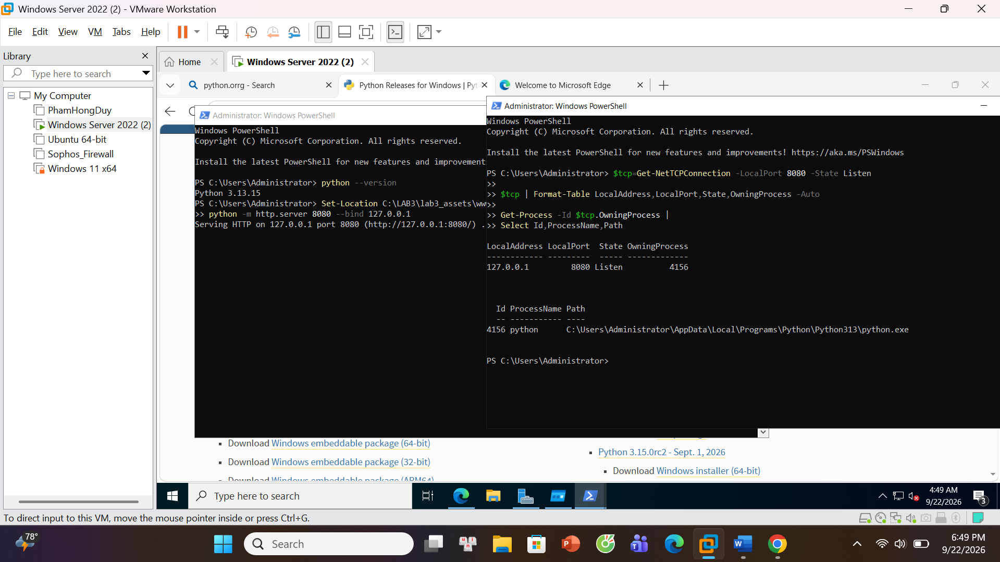 Windows Server 2022 (2) - VMware Workstation
File Edit View VM Tabs Help
Library
Type here to search
My Computer
PhamHongDuy
Windows Server 2022 (2)
Ubuntu 64-bit
Sophos_Firewall
Windows 11 x64
Home
Windows Server 2022 (2)
python.orrg - Search
Python Releases for Windows | Pyt
Welcome to Microsoft Edge
Administrator: Windows PowerShell
Windows PowerShell
Copyright (C) Microsoft Corporation. All rights reserved.
Install the latest PowerShell for new features and improvement
PS C:\Users\Administrator> python --version
Python 3.13.15
PS C:\Users\Administrator> Set-Location C:\LAB3\lab3_assets\ww
>> python -m http.server 8080 --bind 127.0.0.1
Serving HTTP on 127.0.0.1 port 8080 (http://127.0.0.1:8080/) .
Administrator: Windows PowerShell
Windows PowerShell
Copyright (C) Microsoft Corporation. All rights reserved.
Install the latest PowerShell for new features and improvements! https://aka.ms/PSWindows
PS C:\Users\Administrator> $tcp=Get-NetTCPConnection -LocalPort 8080 -State Listen
>>
>> $tcp | Format-Table LocalAddress,LocalPort,State,OwningProcess -Auto
>>
>> Get-Process -Id $tcp.OwningProcess |
>> Select Id,ProcessName,Path
LocalAddress LocalPort  State OwningProcess
------------ ---------  ----- -------------
127.0.0.1         8080 Listen          4156
Id ProcessName Path
-- ----------- ----
4156 python      C:\Users\Administrator\AppData\Local\Programs\Python\Python313\python.exe
PS C:\Users\Administrator>
Download Windows embeddable package (64-bit)
Download Windows embeddable package (32-bit)
Download Windows embeddable package (ARM64)
Python 3.15.0rc2 - Sept. 1, 2026
Download Windows installer (64-bit)
Type here to search
4:49 AM
9/22/2026
3
To direct input to this VM, move the mouse pointer inside or press Ctrl+G.
78°
Search
6:49 PM
9/22/2026